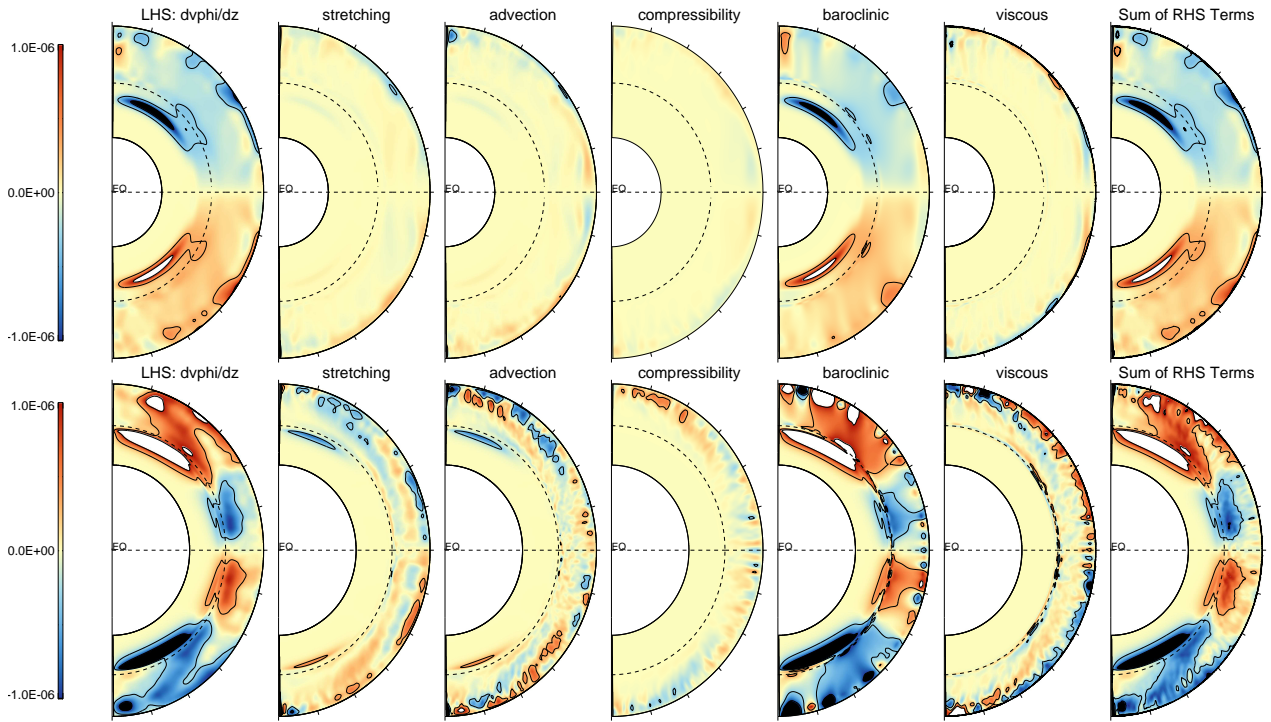 LHS: dvphi/dz stretching advection compressibility baroclinic viscous Sum of RHS Terms
1.0E-06
0.0E+00 EQ EQ EQ EQ EQ EQ EQ
-1.0E-06
LHS: dvphi/dz stretching advection compressibility baroclinic viscous Sum of RHS Terms
1.0E-06
0.0E+00 EQ EQ EQ EQ EQ EQ EQ
-1.0E-06